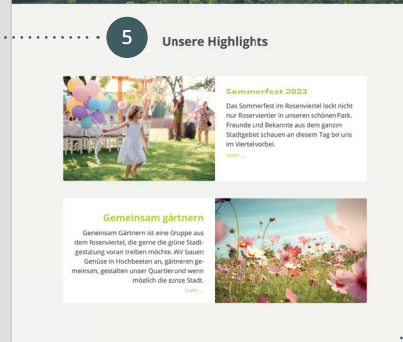 5
Unsere Highlights
Sommerfest 2023
Das Somerfest im Rosenviertel lockt nicht
nur Roserviertler in unseren schönen Park.
Freunde und Bekannte aus dem ganzen
Stadtgebiet schauen an diesem Tag bei uns
im Viertel vorbei.
mehr ...
Gemeinsam gärtnern
Geneinsam Gärtnern ist eine Gruppe aus
dem Rosenviertel, die gerne die grüne Stadt-
gestaltung voran treiben möchte. Wir bauen
Gemüse in Hochbeeten an, gärtneren ge-
meinsam, gestalten unser Quartier und wenn
möglich die ganze Stadt.
mehr ...